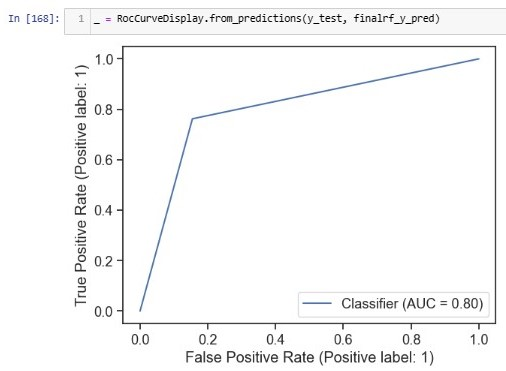 In [168]: 1 _ = RocCurveDisplay.from_predictions(y_test, finalrf_y_pred)
True Positive Rate (Positive label: 1)
1.0
0.8
0.6
0.4
0.2
0.0
Classifier (AUC = 0.80)
0.0 0.2 0.4 0.6 0.8 1.0
False Positive Rate (Positive label: 1)